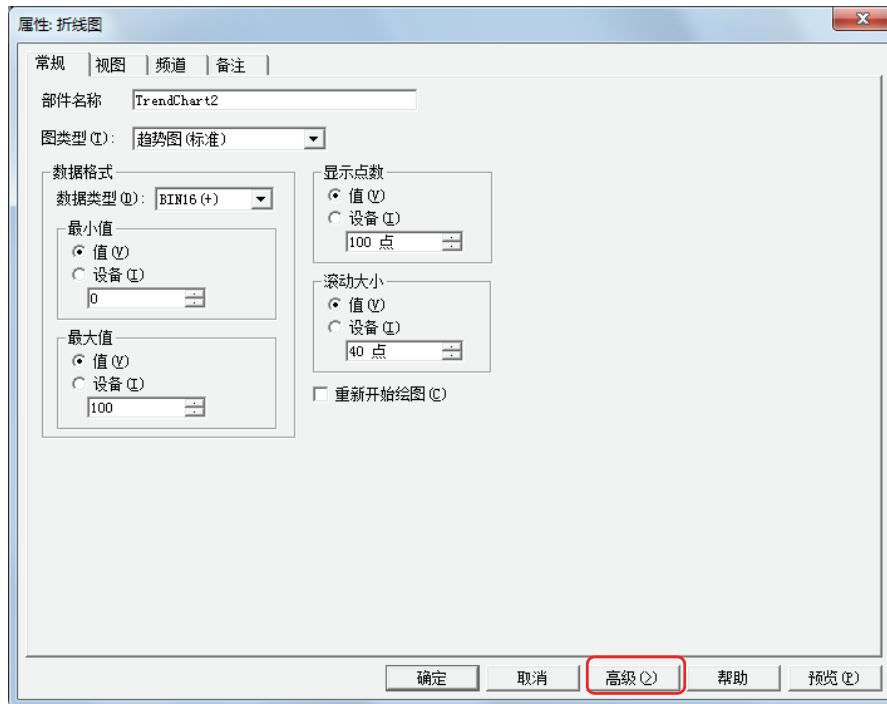 属性: 折线图
常规 视图 频道 备注
部件名称 TrendChart2
图类型(T): 趋势图(标准)
数据格式
数据类型(D): BIN16(+)
最小值
值(V)
设备(I)
0
最大值
值(V)
设备(I)
100
显示点数
值(V)
设备(I)
100 点
滚动大小
值(V)
设备(I)
40 点
重新开始绘图(C)
确定 取消 高级(>) 帮助 预览(P)